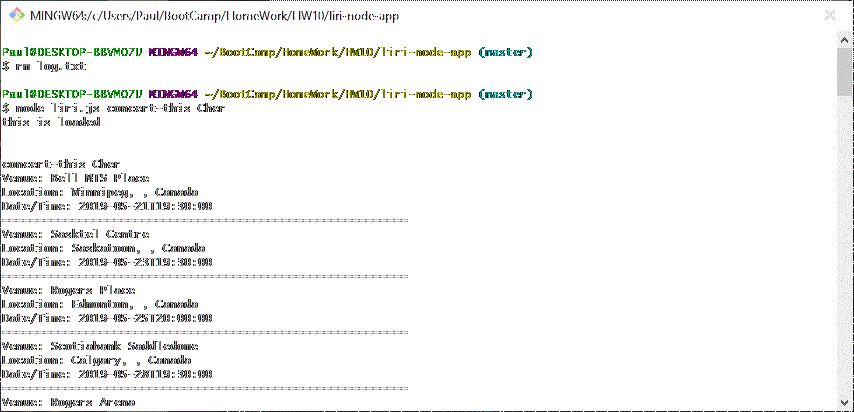 MINGW64:/c/Users/Paul/BootCamp/HomeWork/HW10/liri-node-app
Paul@DESKTOP-BBVMO7U MINGW64 ~/BootCamp/HomeWork/HW10/liri-node-app (master)
$ rm log.txt
Paul@DESKTOP-BBVMO7U MINGW64 ~/BootCamp/HomeWork/HW10/liri-node-app (master)
$ node liri.js concert-this Cher
this is loaded
concert-this Cher
Venue: Bell MTS Place
Location: Winnipeg, , Canada
Date/Time: 2019-05-21T19:30:00
================================================================
Venue: Sasktel Centre
Location: Saskatoon, , Canada
Date/Time: 2019-05-23T19:30:00
================================================================
Venue: Rogers Place
Location: Edmonton, , Canada
Date/Time: 2019-05-25T20:00:00
================================================================
Venue: Scotiabank Saddledome
Location: Calgary, , Canada
Date/Time: 2019-05-28T19:30:00
================================================================
Venue: Rogers Arena